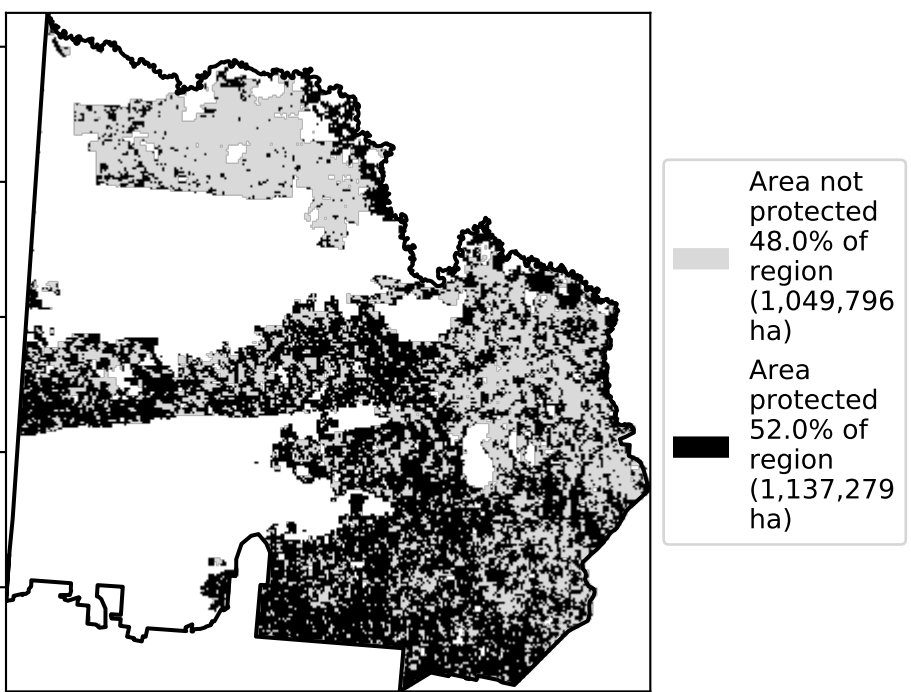 Area not
protected
48.0% of
region
(1,049,796
ha)
Area
protected
52.0% of
region
(1,137,279
ha)